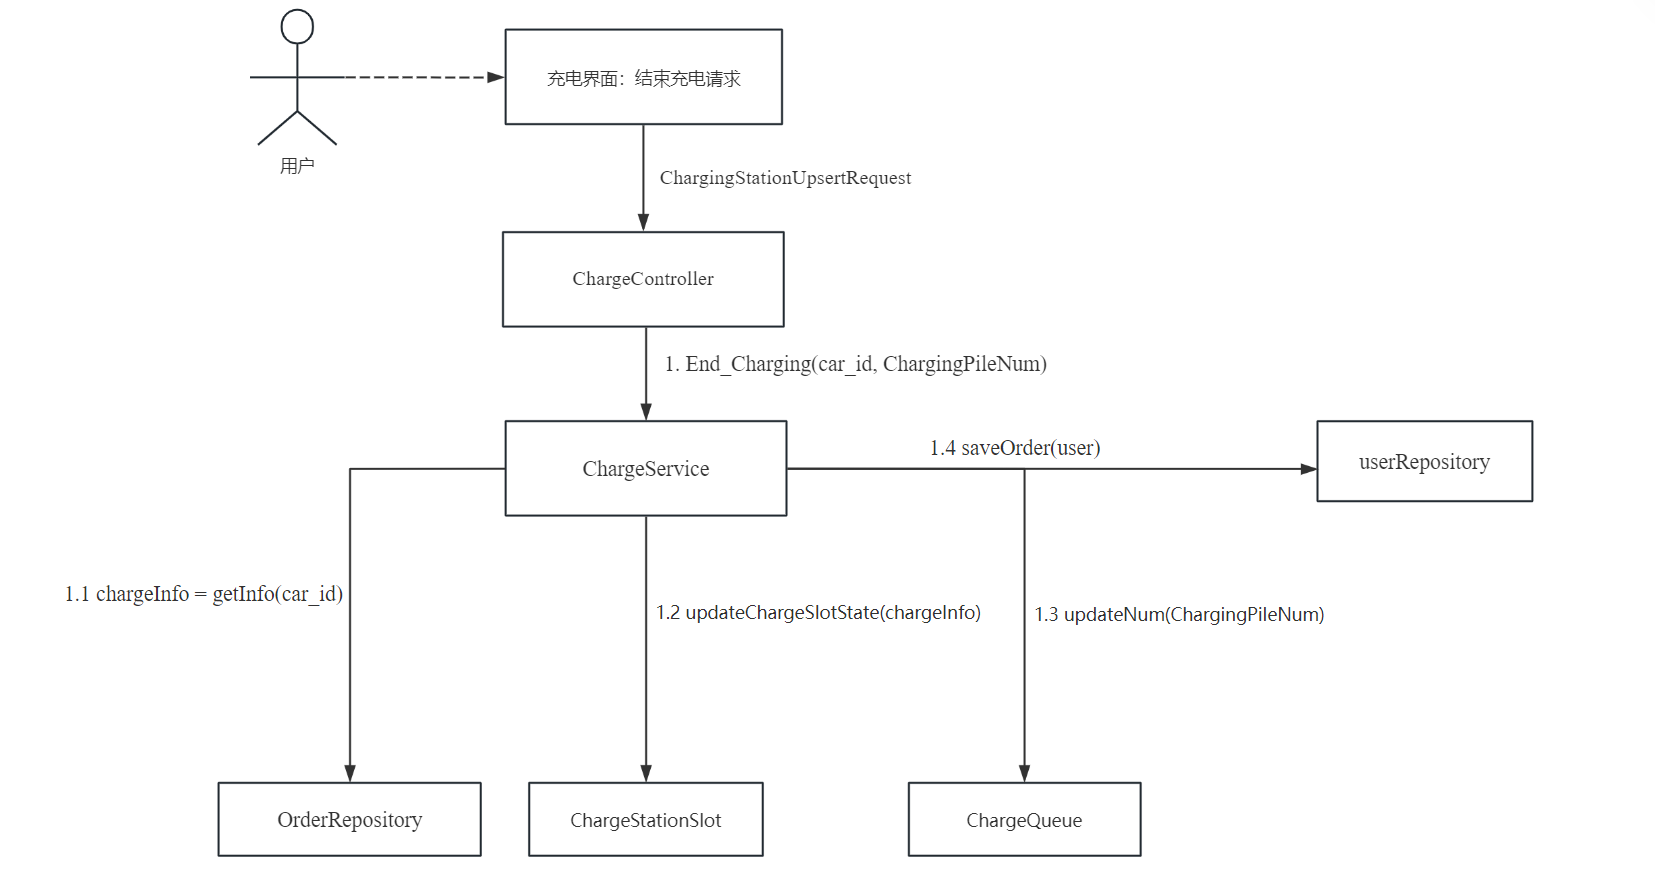 充电界面：结束充电请求
用户
ChargingStationUpsertRequest
ChargeController
1. End_Charging(car_id, ChargingPileNum)
ChargeService
1.4 saveOrder(user)
userRepository
1.1 chargeInfo = getInfo(car_id)
1.2 updateChargeSlotState(chargeInfo)
1.3 updateNum(ChargingPileNum)
OrderRepository
ChargeStationSlot
ChargeQueue